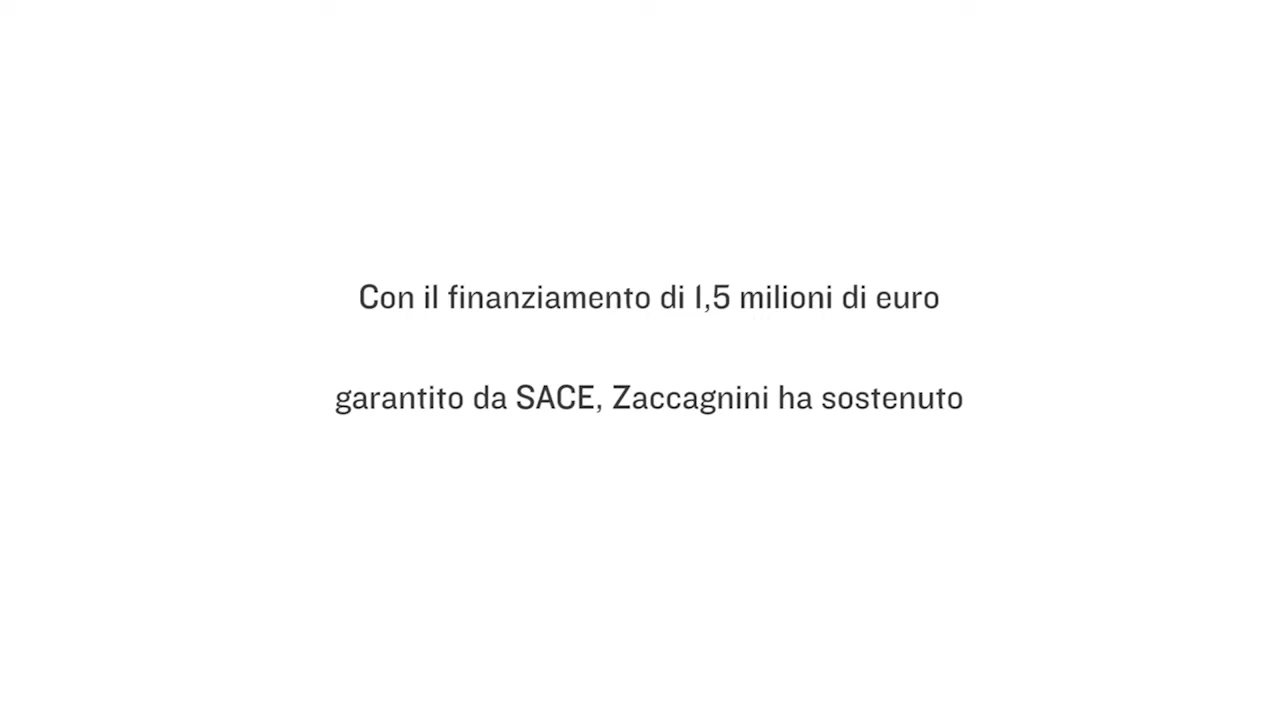 Con il finanziamento di 1,5 milioni di euro
garantito da SACE, Zaccagnini ha sostenuto